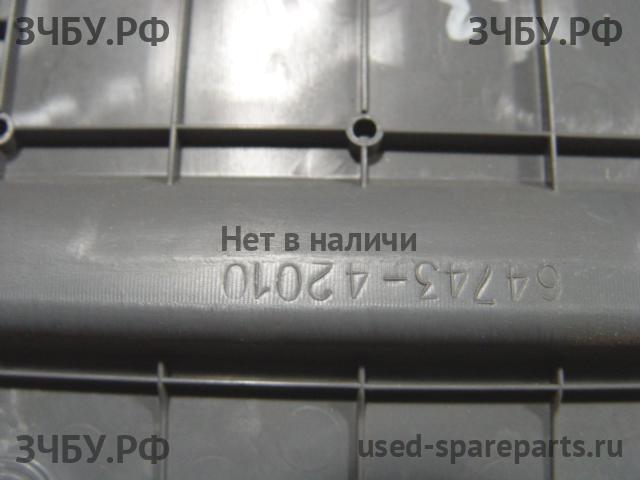 ЗЧБУ.РФ
ЗЧБУ.РФ
Нет в наличи
64743-42010
ЗЧБУ.РФ
used-spareparts.ru